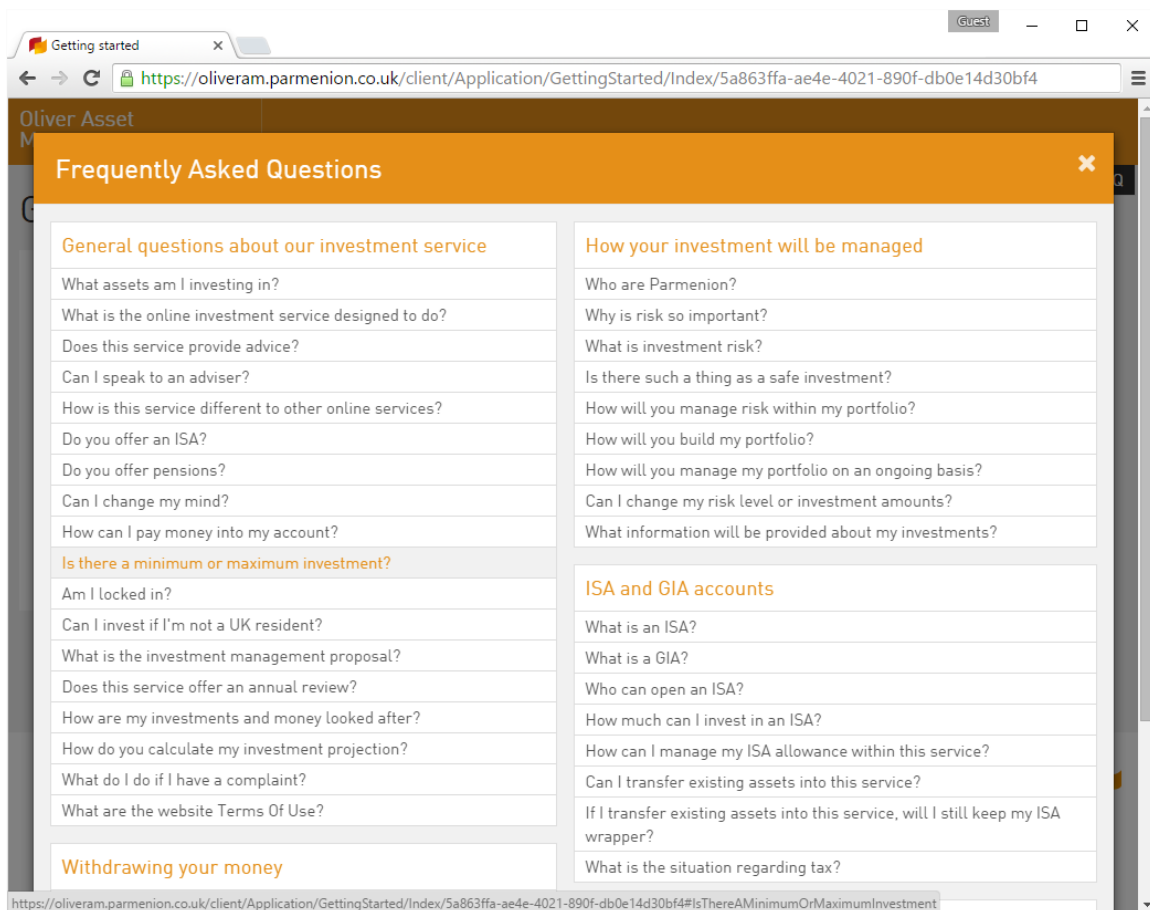 Guest
Getting started
https://oliveram.parmenion.co.uk/client/Application/GettingStarted/Index/5a863ffa-ae4e-4021-890f-db0e14d30bf4
Oliver Asset
M
Q
G
Frequently Asked Questions
General questions about our investment service
What assets am I investing in?
What is the online investment service designed to do?
Does this service provide advice?
Can I speak to an adviser?
How is this service different to other online services?
Do you offer an ISA?
Do you offer pensions?
Can I change my mind?
How can I pay money into my account?
Is there a minimum or maximum investment?
Am I locked in?
Can I invest if I'm not a UK resident?
What is the investment management proposal?
Does this service offer an annual review?
How are my investments and money looked after?
How do you calculate my investment projection?
What do I do if I have a complaint?
What are the website Terms Of Use?
Withdrawing your money
How your investment will be managed
Who are Parmenion?
Why is risk so important?
What is investment risk?
Is there such a thing as a safe investment?
How will you manage risk within my portfolio?
How will you build my portfolio?
How will you manage my portfolio on an ongoing basis?
Can I change my risk level or investment amounts?
What information will be provided about my investments?
ISA and GIA accounts
What is an ISA?
What is a GIA?
Who can open an ISA?
How much can I invest in an ISA?
How can I manage my ISA allowance within this service?
Can I transfer existing assets into this service?
If I transfer existing assets into this service, will I still keep my ISA
wrapper?
What is the situation regarding tax?
https://oliveram.parmenion.co.uk/client/Application/GettingStarted/Index/5a863ffa-ae4e-4021-890f-db0e14d30bf4#IsThereAMinimumOrMaximumInvestment